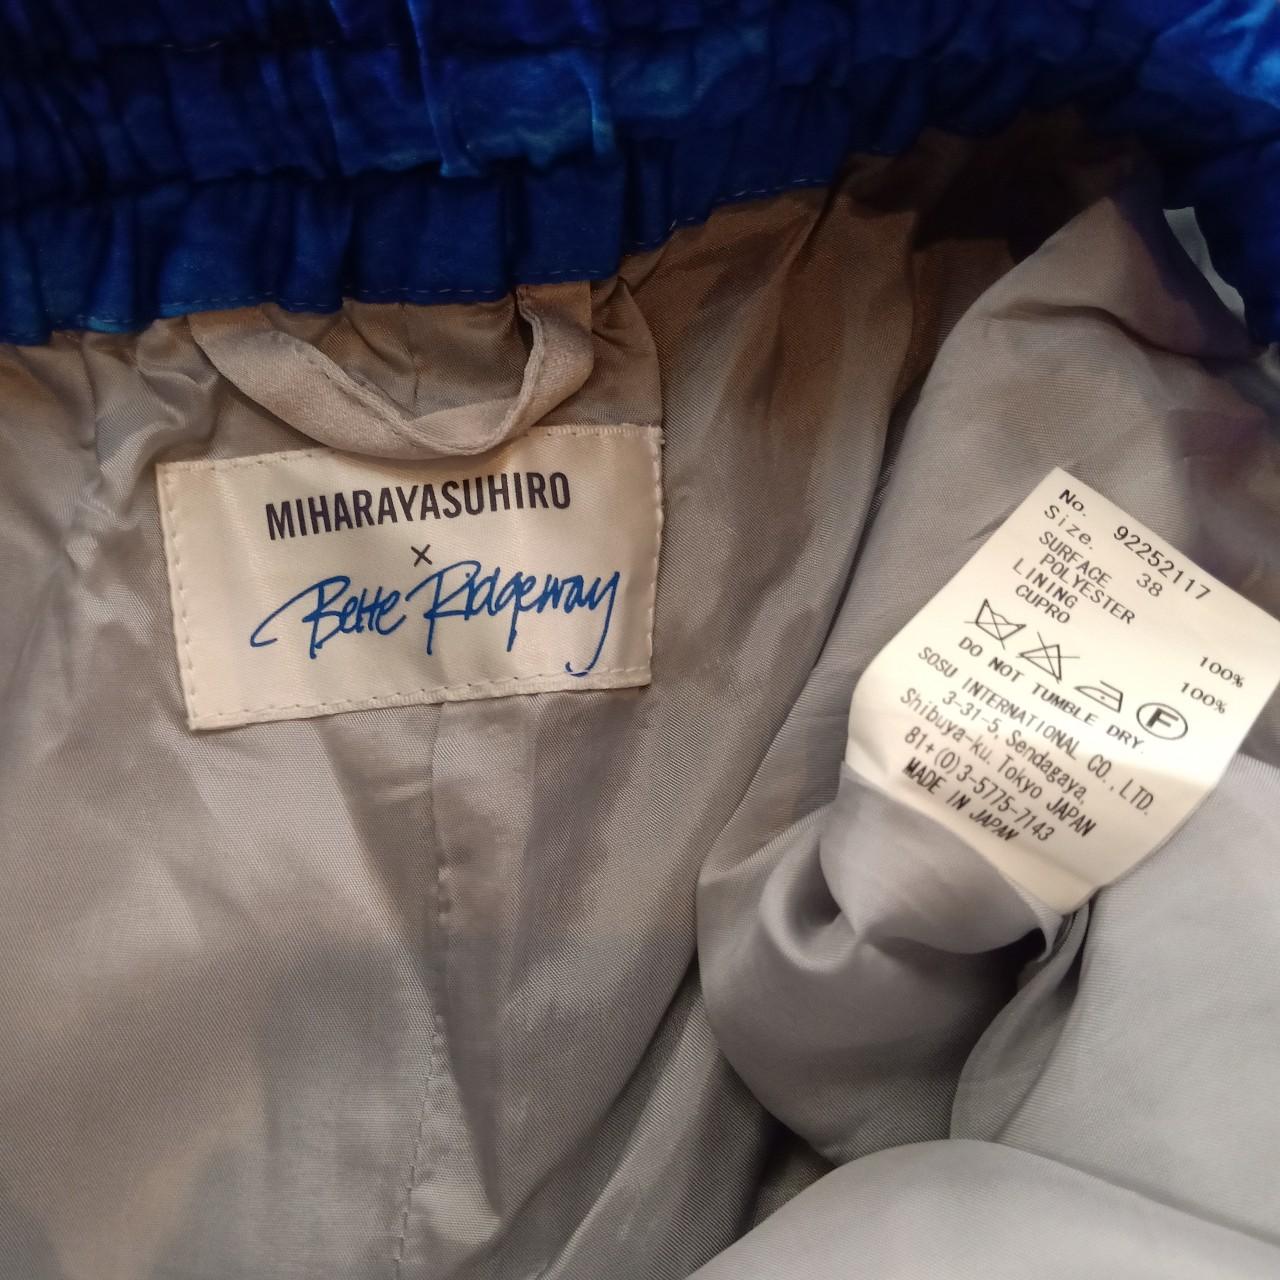 MIHARAYASUHIRO
×
Bette Ridgeway
No. 92252117
Size. 38
SURFACE
POLYESTER 100%
LINING
CUPRO 100%
F
DO NOT TUMBLE DRY.
SOSU INTERNATIONAL CO., LTD.
3-31-5, Sendagaya,
Shibuya-ku. Tokyo JAPAN
81+(0)3-5775-7143
MADE IN JAPAN